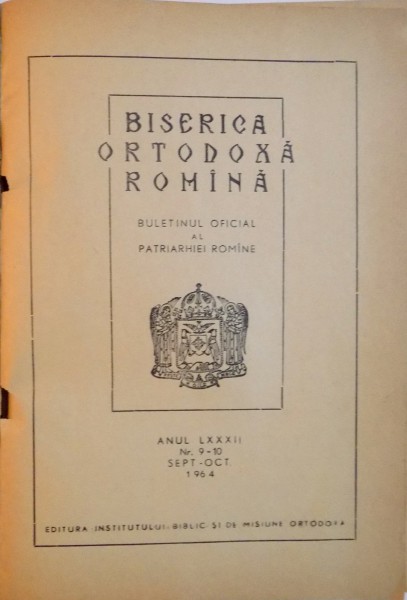 BISERICA
ORTODOXĂ
ROMÎNĂ
BULETINUL OFICIAL
AL
PATRIARHIEI ROMÎNE
ANUL LXXXII
Nr. 9-10
SEPT-OCT.
1964
EDITURA INSTITUTULUI BIBLIC ŞI DE MISIUNE ORTODOXĂ